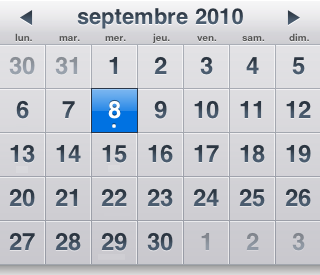 septembre 2010
lun. mar. mer. jeu. ven. sam. dim.
30 31 1 2 3 4 5
6 7 8 9 10 11 12
13 14 15 16 17 18 19
20 21 22 23 24 25 26
27 28 29 30 1 2 3